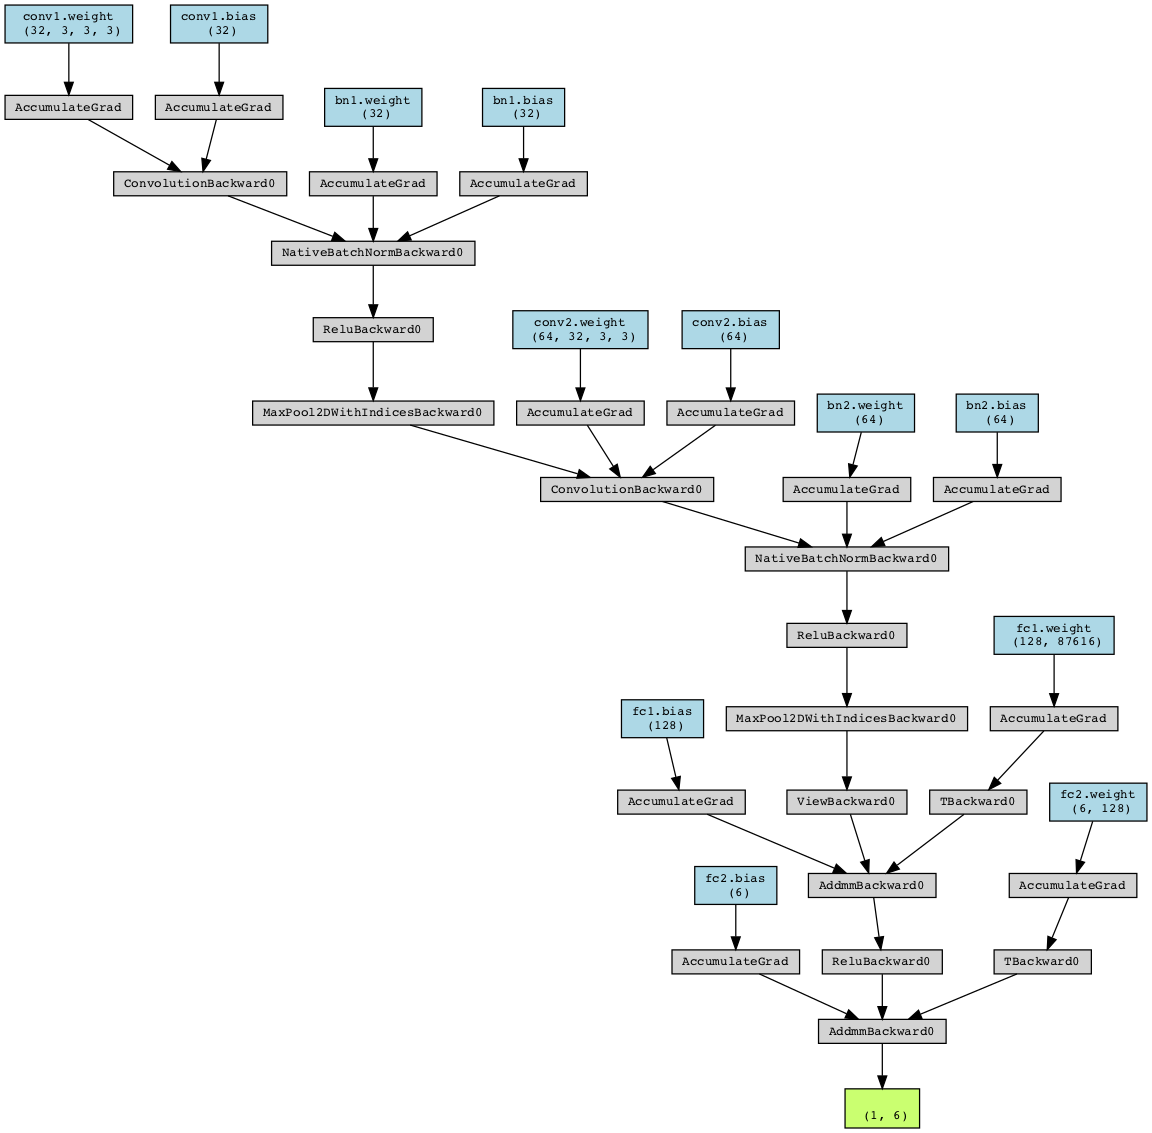 conv1.weight
(32, 3, 3, 3)
conv1.bias
(32)
AccumulateGrad
AccumulateGrad
bn1.weight
(32)
bn1.bias
(32)
ConvolutionBackward0
AccumulateGrad
AccumulateGrad
NativeBatchNormBackward0
ReluBackward0
conv2.weight
(64, 32, 3, 3)
conv2.bias
(64)
MaxPool2DWithIndicesBackward0
AccumulateGrad
AccumulateGrad
bn2.weight
(64)
bn2.bias
(64)
ConvolutionBackward0
AccumulateGrad
AccumulateGrad
NativeBatchNormBackward0
ReluBackward0
fc1.weight
(128, 87616)
fc1.bias
(128)
MaxPool2DWithIndicesBackward0
AccumulateGrad
AccumulateGrad
ViewBackward0
TBackward0
fc2.weight
(6, 128)
fc2.bias
(6)
AddmmBackward0
AccumulateGrad
AccumulateGrad
ReluBackward0
TBackward0
AddmmBackward0
(1, 6)